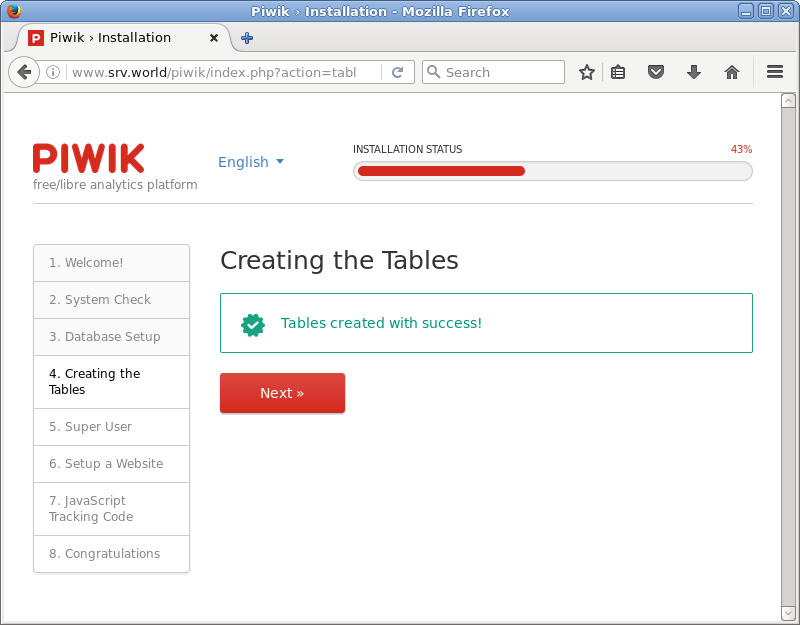 Piwik › Installation - Mozilla Firefox
P Piwik › Installation
www.srv.world/piwik/index.php?action=tabl
Search
PIWIK
free/libre analytics platform
English
INSTALLATION STATUS
43%
1. Welcome!
2. System Check
3. Database Setup
4. Creating the
Tables
5. Super User
6. Setup a Website
7. JavaScript
Tracking Code
8. Congratulations
Creating the Tables
Tables created with success!
Next »